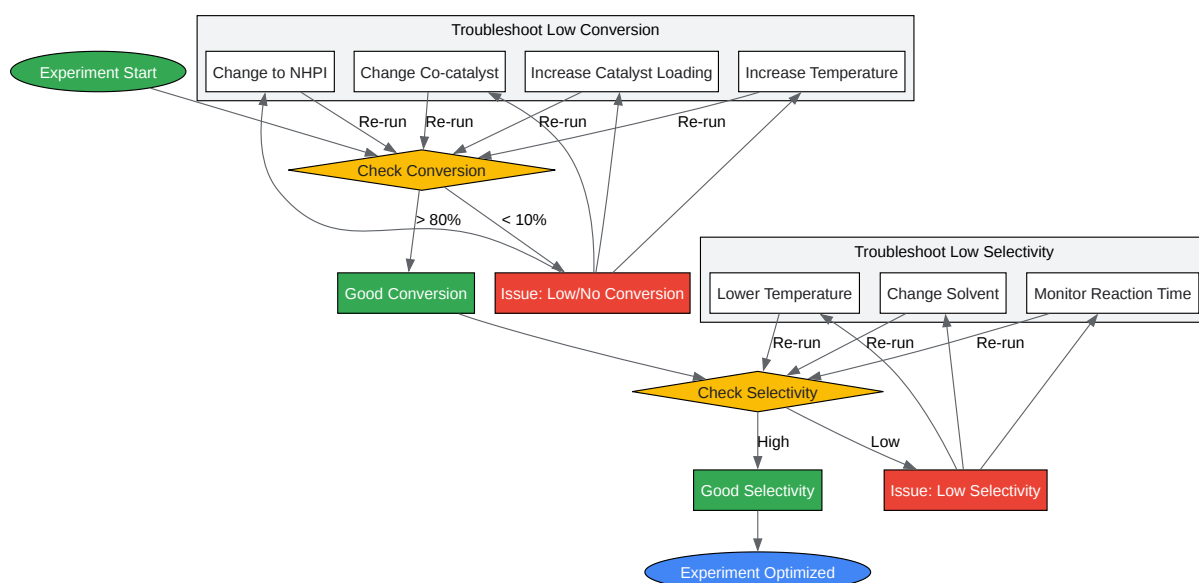 Troubleshoot Low Conversion
Experiment Start
Change to NHPI
Change Co-catalyst
Increase Catalyst Loading
Increase Temperature
Re-run
Re-run
Re-run
Re-run
Check Conversion
> 80%
< 10%
Troubleshoot Low Selectivity
Good Conversion
Issue: Low/No Conversion
Lower Temperature
Change Solvent
Monitor Reaction Time
Re-run
Re-run
Re-run
Check Selectivity
High
Low
Good Selectivity
Issue: Low Selectivity
Experiment Optimized